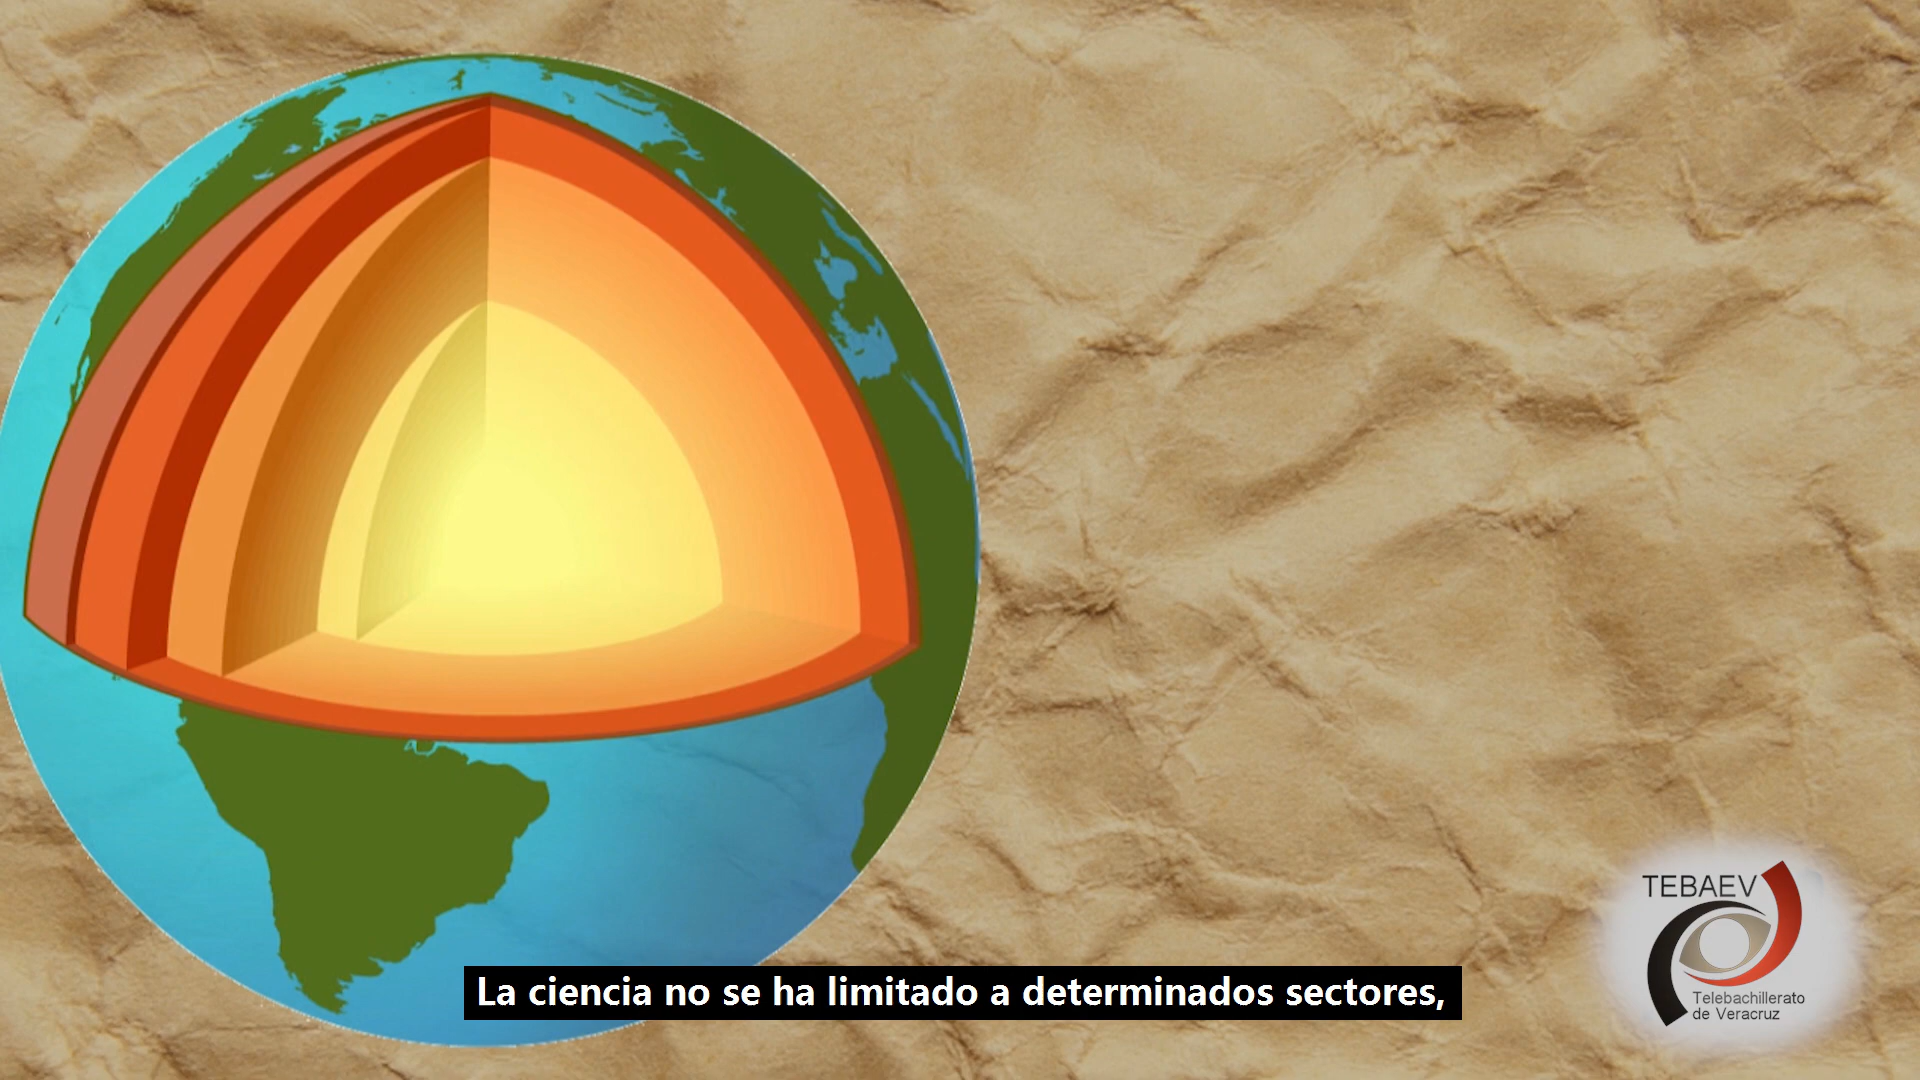 TEBAEV
La ciencia no se ha limitado a determinados sectores,
Telebachillerato
de Veracruz